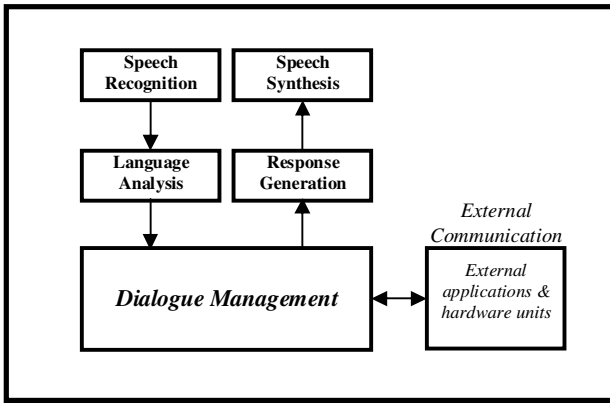 Speech
Recognition
Speech
Synthesis
Language
Analysis
Response
Generation
External
Communication
Dialogue Management
External
applications &
hardware units